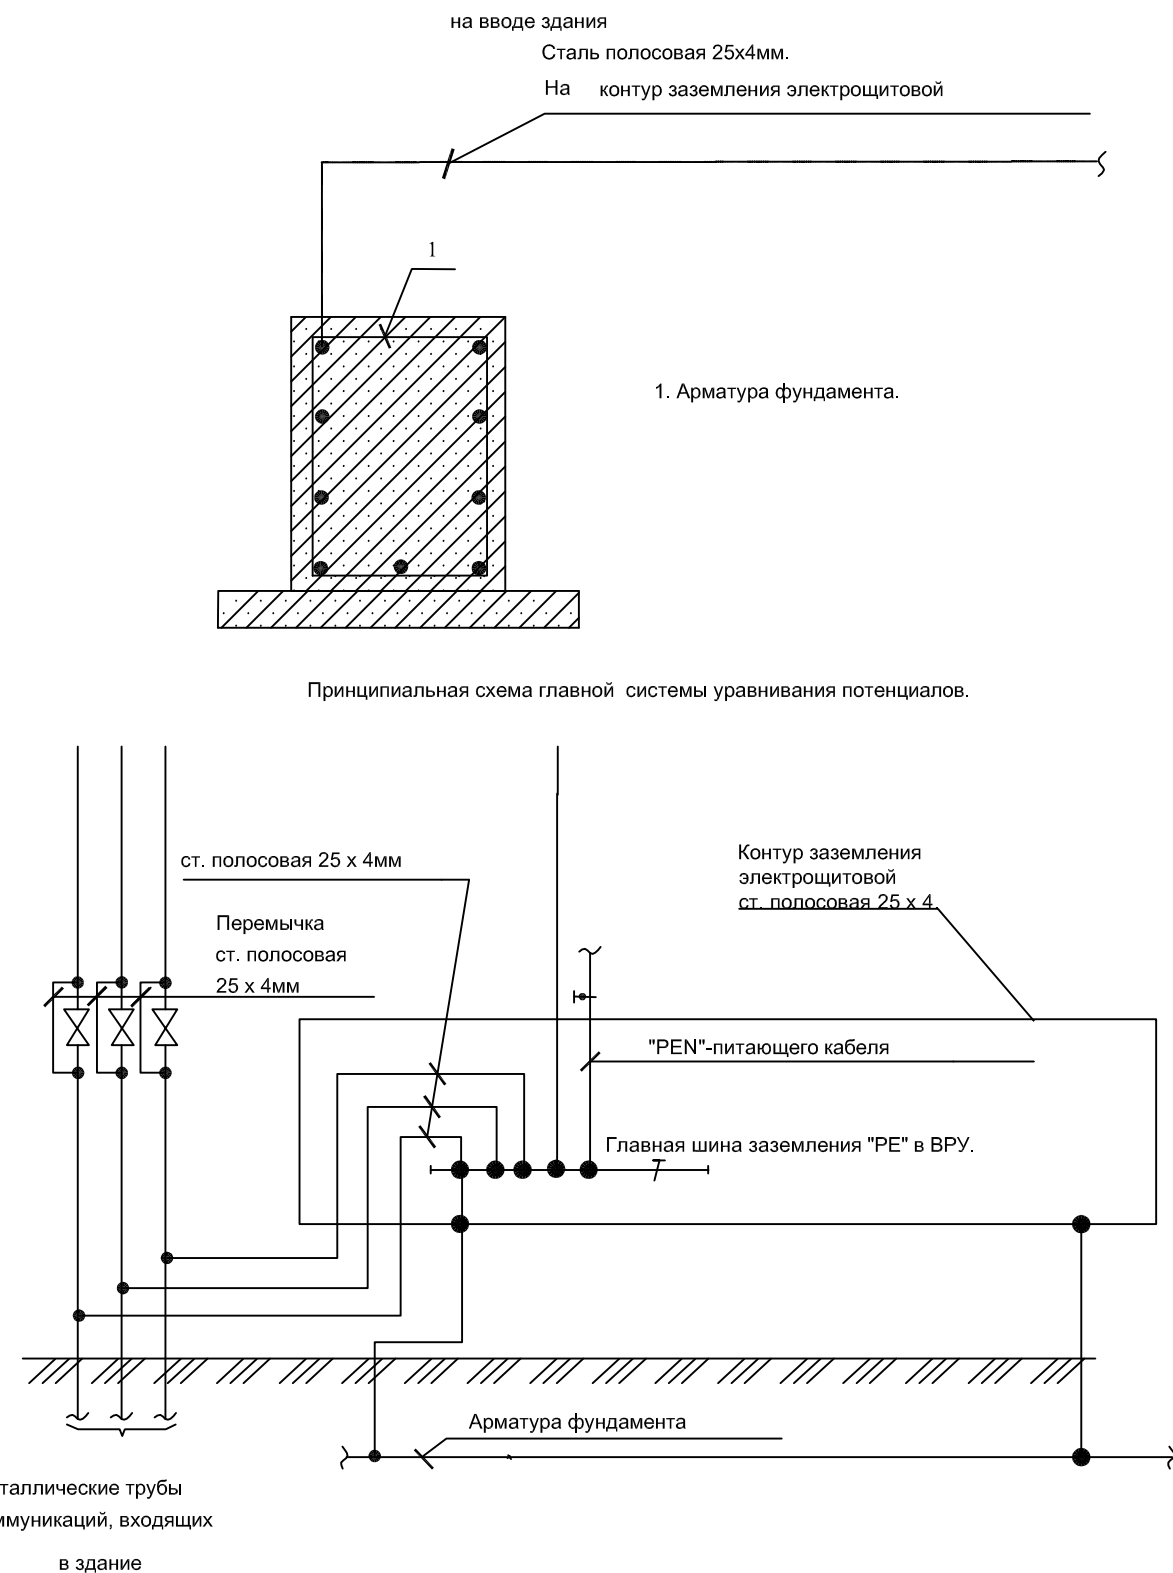 на вводе здания
Сталь полосовая 25х4мм.
На контур заземления электрощитовой
1
1. Арматура фундамента.
Принципиальная схема главной системы уравнивания потенциалов.
ст. полосовая 25 х 4мм
Контур заземления
электрощитовой
ст. полосовая 25 х 4
Перемычка
ст. полосовая
25 х 4мм
"PEN"-питающего кабеля
Главная шина заземления "PE" в ВРУ.
Арматура фундамента
таллические трубы
ммуникаций, входящих
в здание